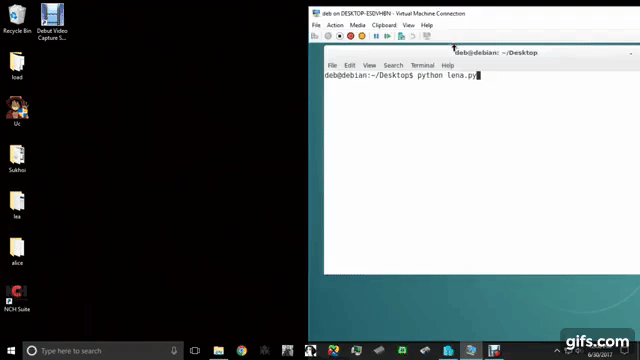 Recycle Bin
Debut Video
Capture S...
load
Uc
Sukhoi
lea
alice
NCH Suite
deb on DESKTOP-ESDVH8N - Virtual Machine Connection
File Action Media Clipboard View Help
deb@debian: ~/Desktop
File Edit View Search Terminal Help
deb@debian:~/Desktop$ python lena.py
Type here to search
6/30/2017
gifs.com